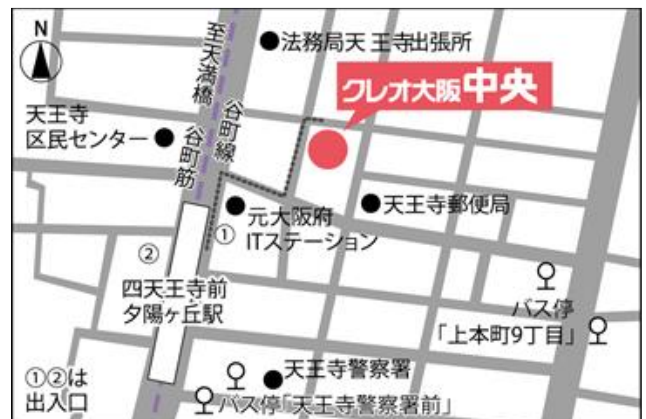 N
至天満橋
法務局天王寺出張所
クレオ大阪中央
谷町線
谷町筋
天王寺
区民センター
元大阪府
ITステーション
天王寺郵便局
①
②
四天王寺前
夕陽ヶ丘駅
バス停
「上本町9丁目」
天王寺警察署
バス停「天王寺警察署前」
①②は
出入口